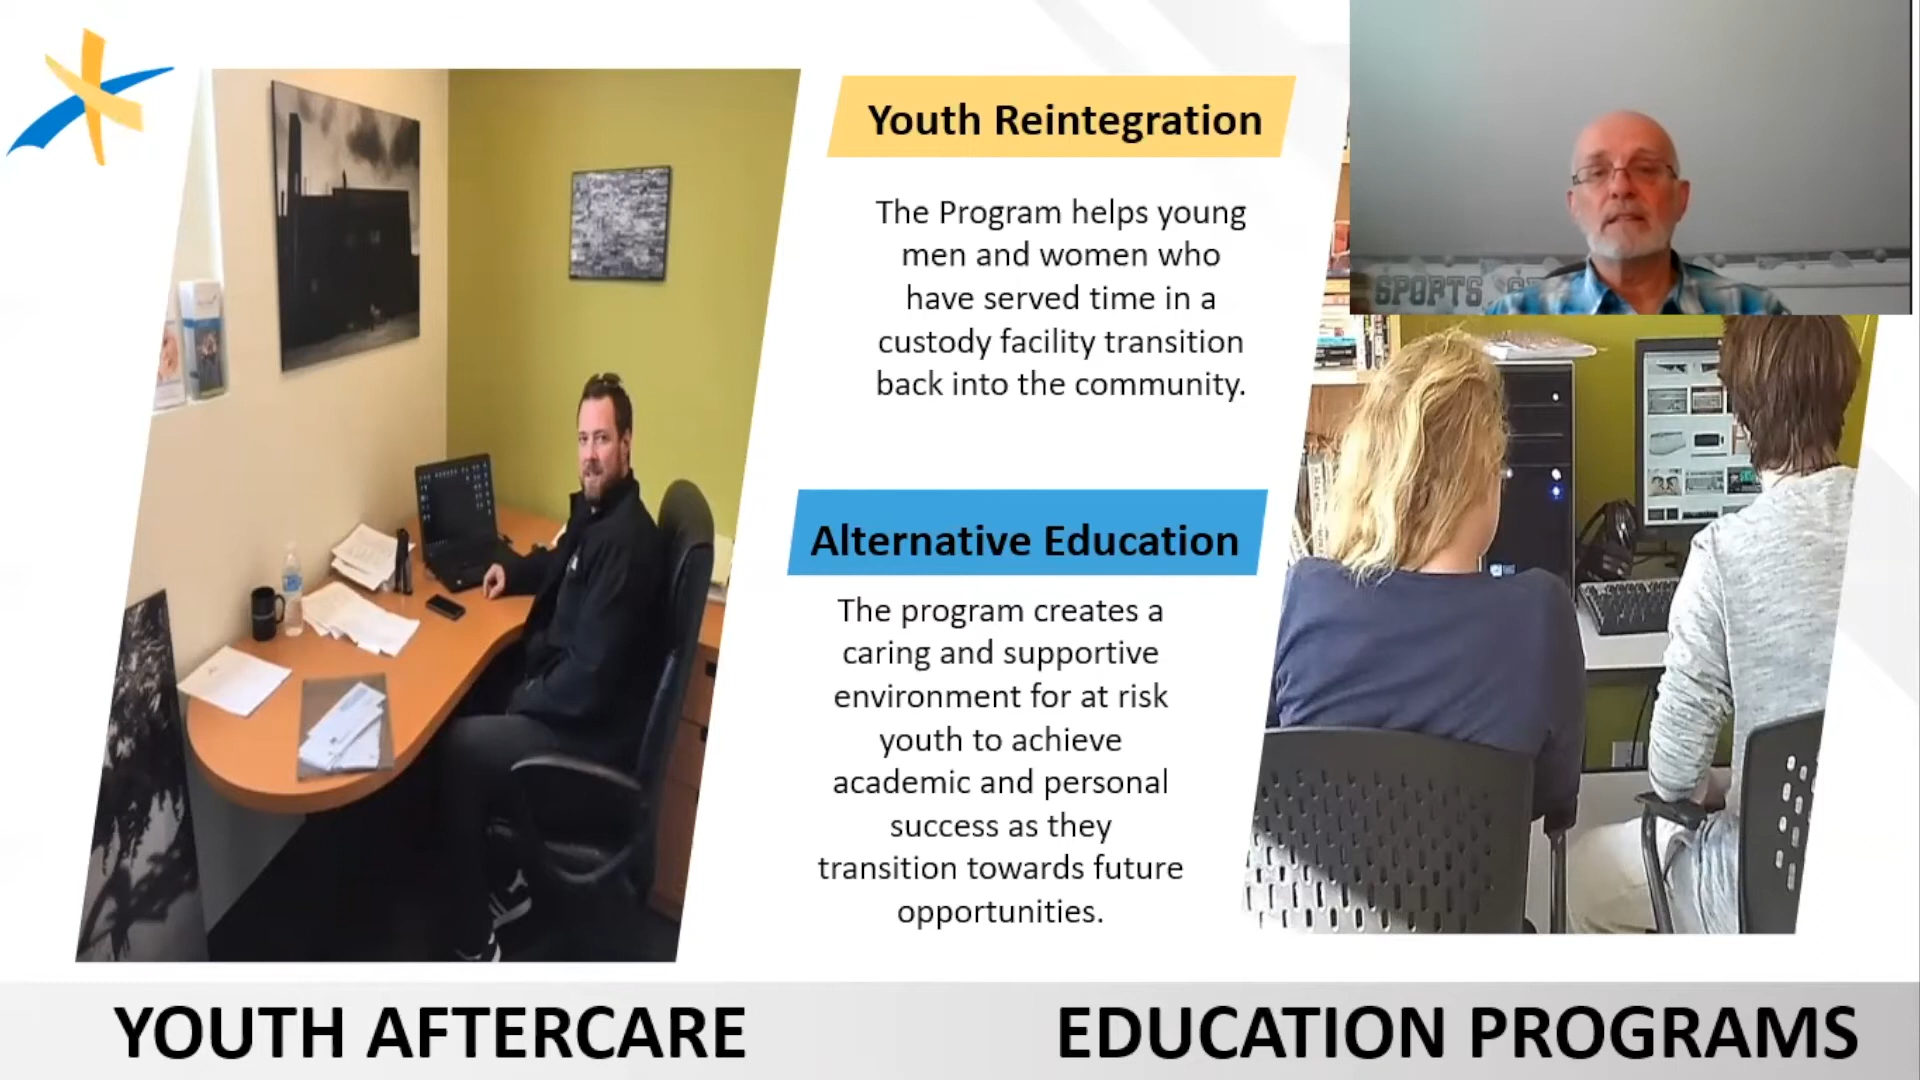 Youth Reintegration
The Program helps young
men and women who
have served time in a
custody facility transition
back into the community.
Alternative Education
The program creates a
caring and supportive
environment for at risk
youth to achieve
academic and personal
success as they
transition towards future
opportunities.
SPORTS
YOUTH AFTERCARE
EDUCATION PROGRAMS